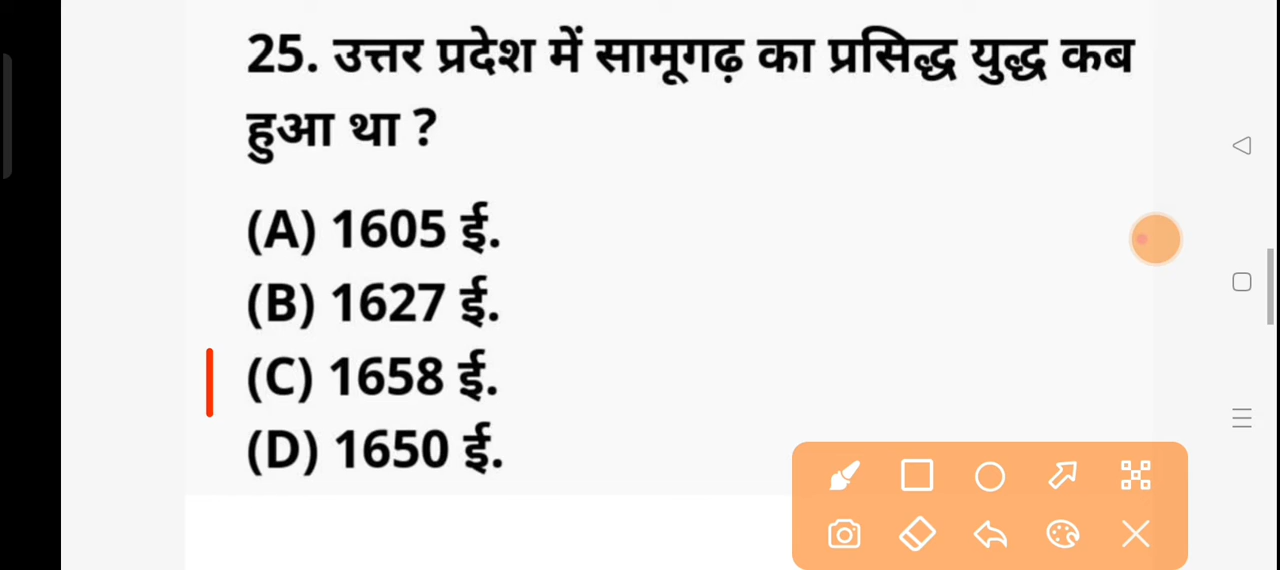 25. उत्तर प्रदेश में सामूगढ़ का प्रसिद्ध युद्ध कब
हुआ था ?
(A) 1605 ई.
(B) 1627 ई.
(C) 1658 ई.
(D) 1650 ई.